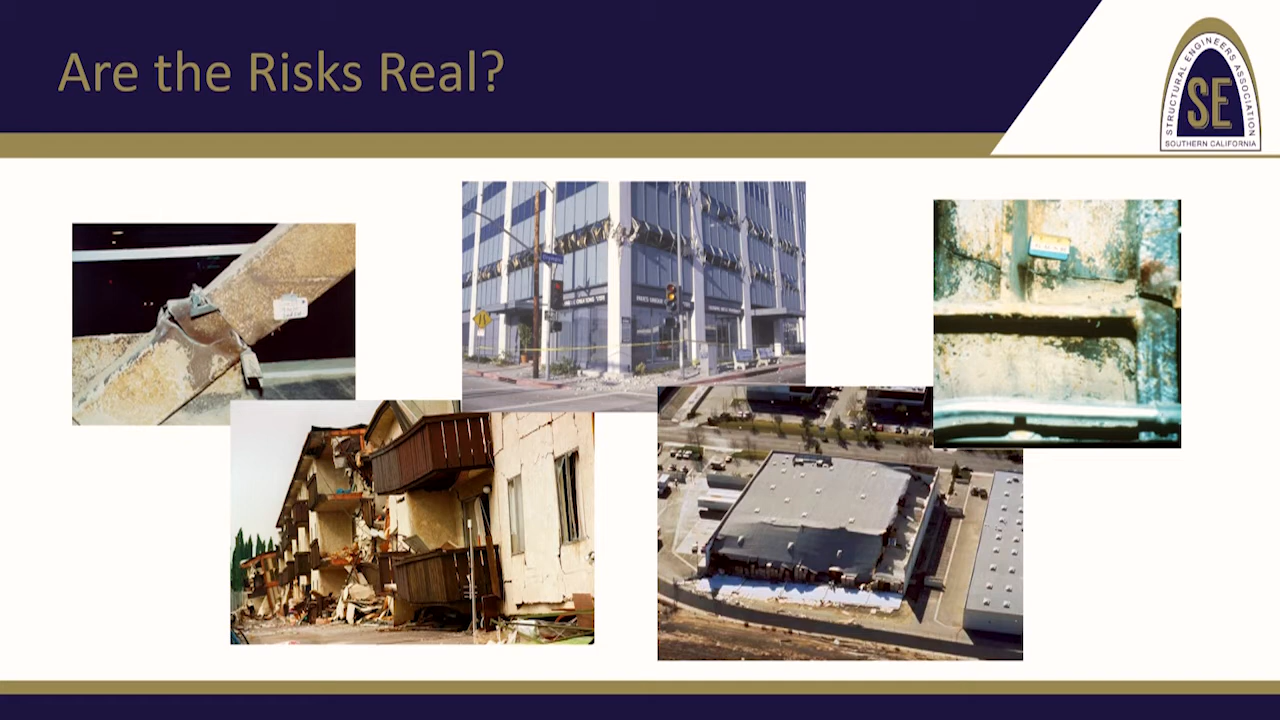 Are the Risks Real?
STRUCTURAL ENGINEERS ASSOCIATION
SE
SOUTHERN CALIFORNIA